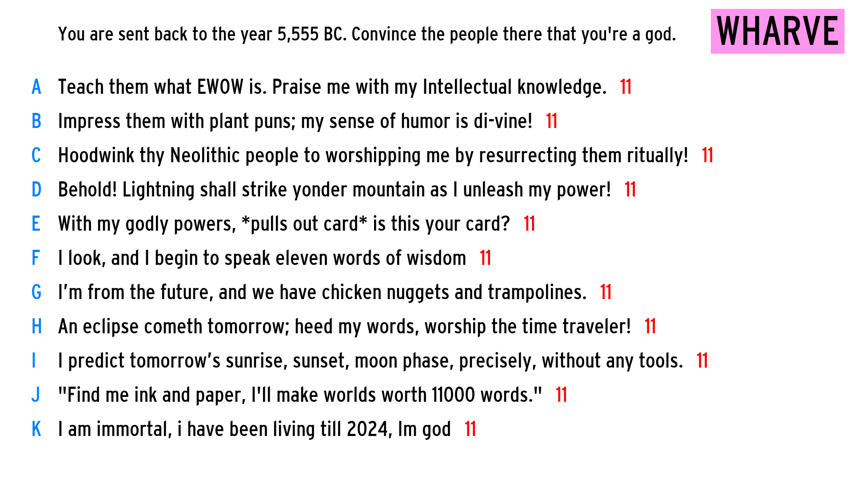 You are sent back to the year 5,555 BC. Convince the people there that you're a god.
WHARVE
A Teach them what EWOW is. Praise me with my Intellectual knowledge. 11
B Impress them with plant puns; my sense of humor is di-vine! 11
C Hoodwink thy Neolithic people to worshipping me by resurrecting them ritually! 11
D Behold! Lightning shall strike yonder mountain as I unleash my power! 11
E With my godly powers, *pulls out card* is this your card? 11
F I look, and I begin to speak eleven words of wisdom 11
G I’m from the future, and we have chicken nuggets and trampolines. 11
H An eclipse cometh tomorrow; heed my words, worship the time traveler! 11
I I predict tomorrow’s sunrise, sunset, moon phase, precisely, without any tools. 11
J "Find me ink and paper, I'll make worlds worth 11000 words." 11
K I am immortal, i have been living till 2024, Im god 11